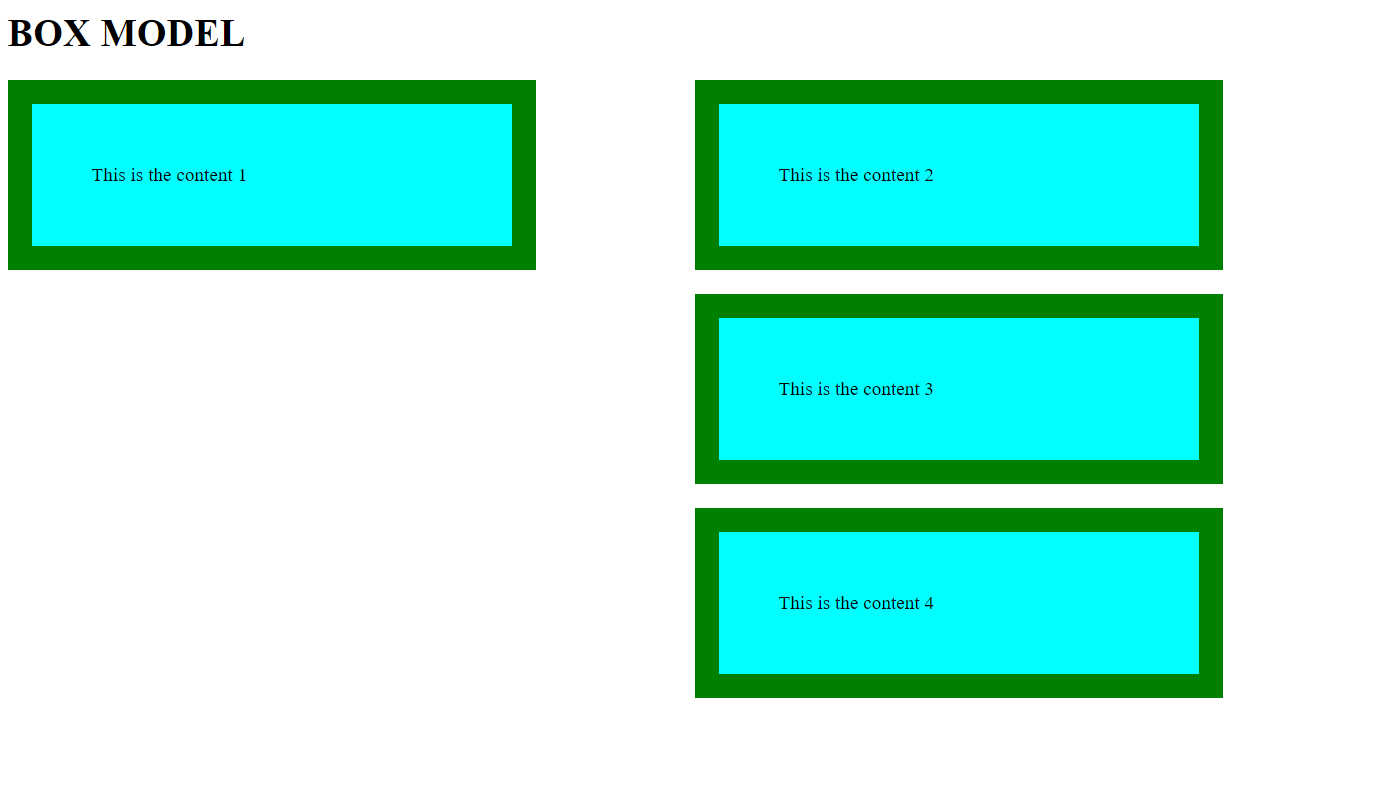 BOX MODEL
This is the content 1
This is the content 2
This is the content 3
This is the content 4